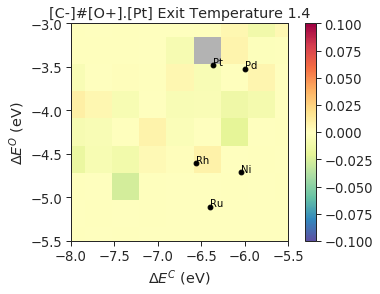 [C-]#[O+].[Pt] Exit Temperature 1.4
−3.0
−3.5
−4.0
−4.5
−5.0
−5.5
ΔE^O (eV)
Pt
Pd
Rh
Ni
Ru
−8.0 −7.5 −7.0 −6.5 −6.0 −5.5
ΔE^C (eV)
0.100
0.075
0.050
0.025
0.000
−0.025
−0.050
−0.075
−0.100